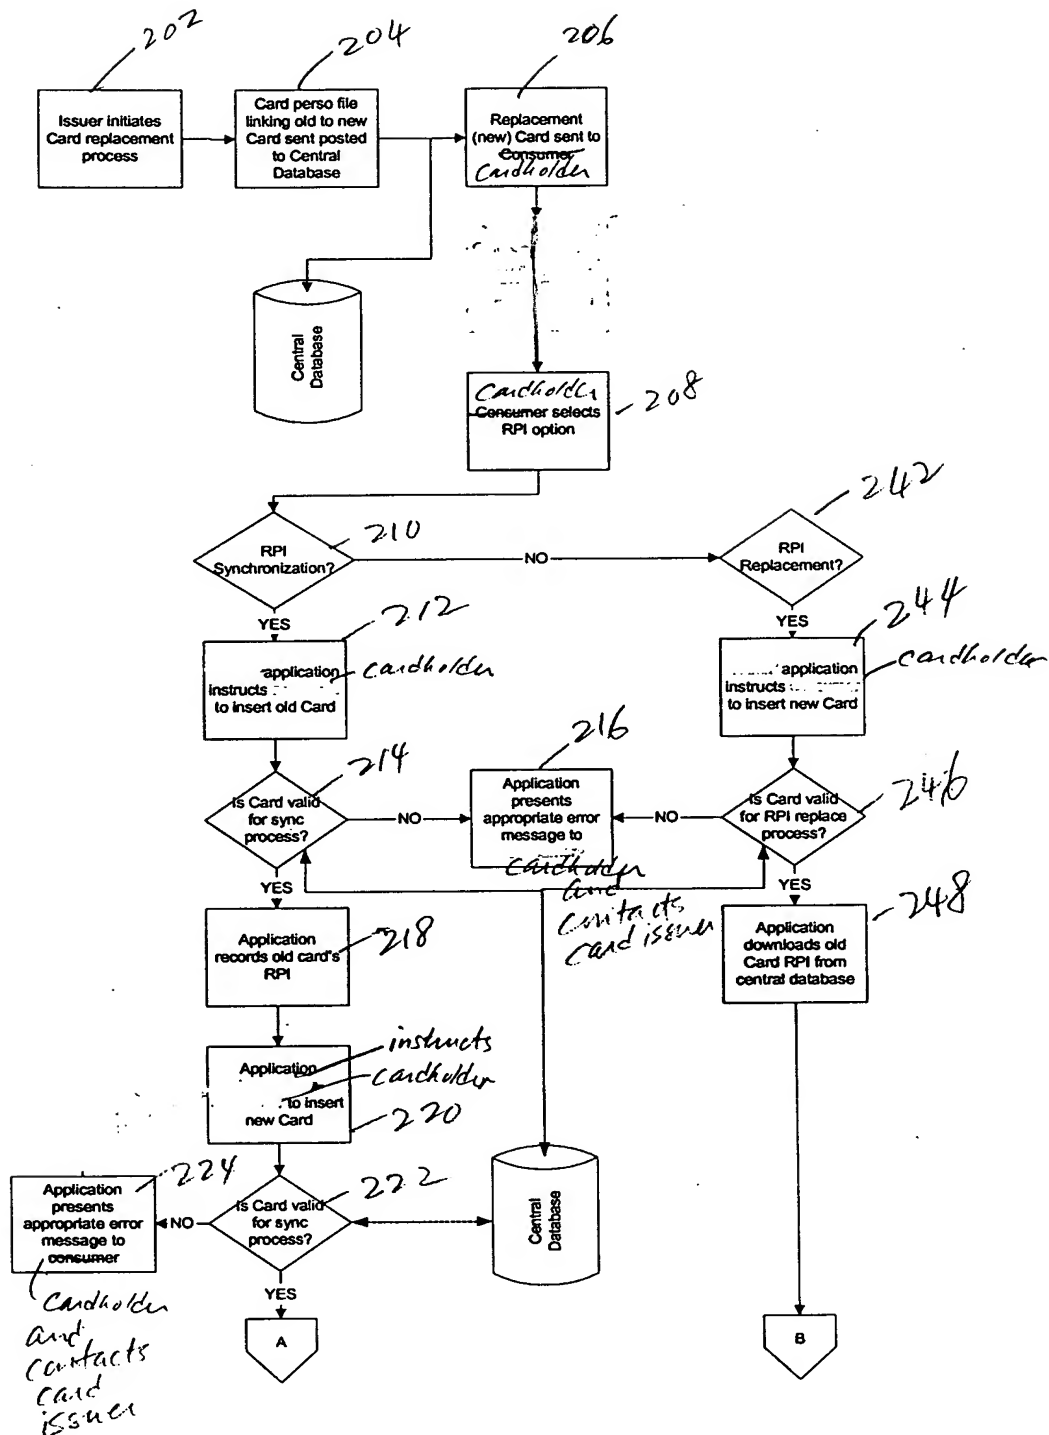 202
204
206
Issuer initiates
Card replacement
process
Card perso file
linking old to new
Card sent posted
to Central
Database
Replacement
(new) Card sent to
Consumer
Cardholder
Central
Database
Cardholder
Consumer selects
RPI option
208
242
210
RPI
Synchronization?
NO
RPI
Replacement?
YES
YES
212
244
application
instructs
to insert old Card
cardholder
application
instructs
to insert new Card
cardholder
216
214
246
Is Card valid
for sync
process?
NO
Application
presents
appropriate error
message to
cardholder
and
contacts
card issuer
NO
Is Card valid
for RPI replace
process?
YES
YES
248
Application
records old card's
RPI
218
Application
downloads old
Card RPI from
central database
instructs
Application
cardholder
to insert
new Card
220
224
222
Application
presents
appropriate error
message to
consumer
NO
Is Card valid
for sync
process?
Central
Database
cardholder
and
contacts
card
issuer
YES
A
B